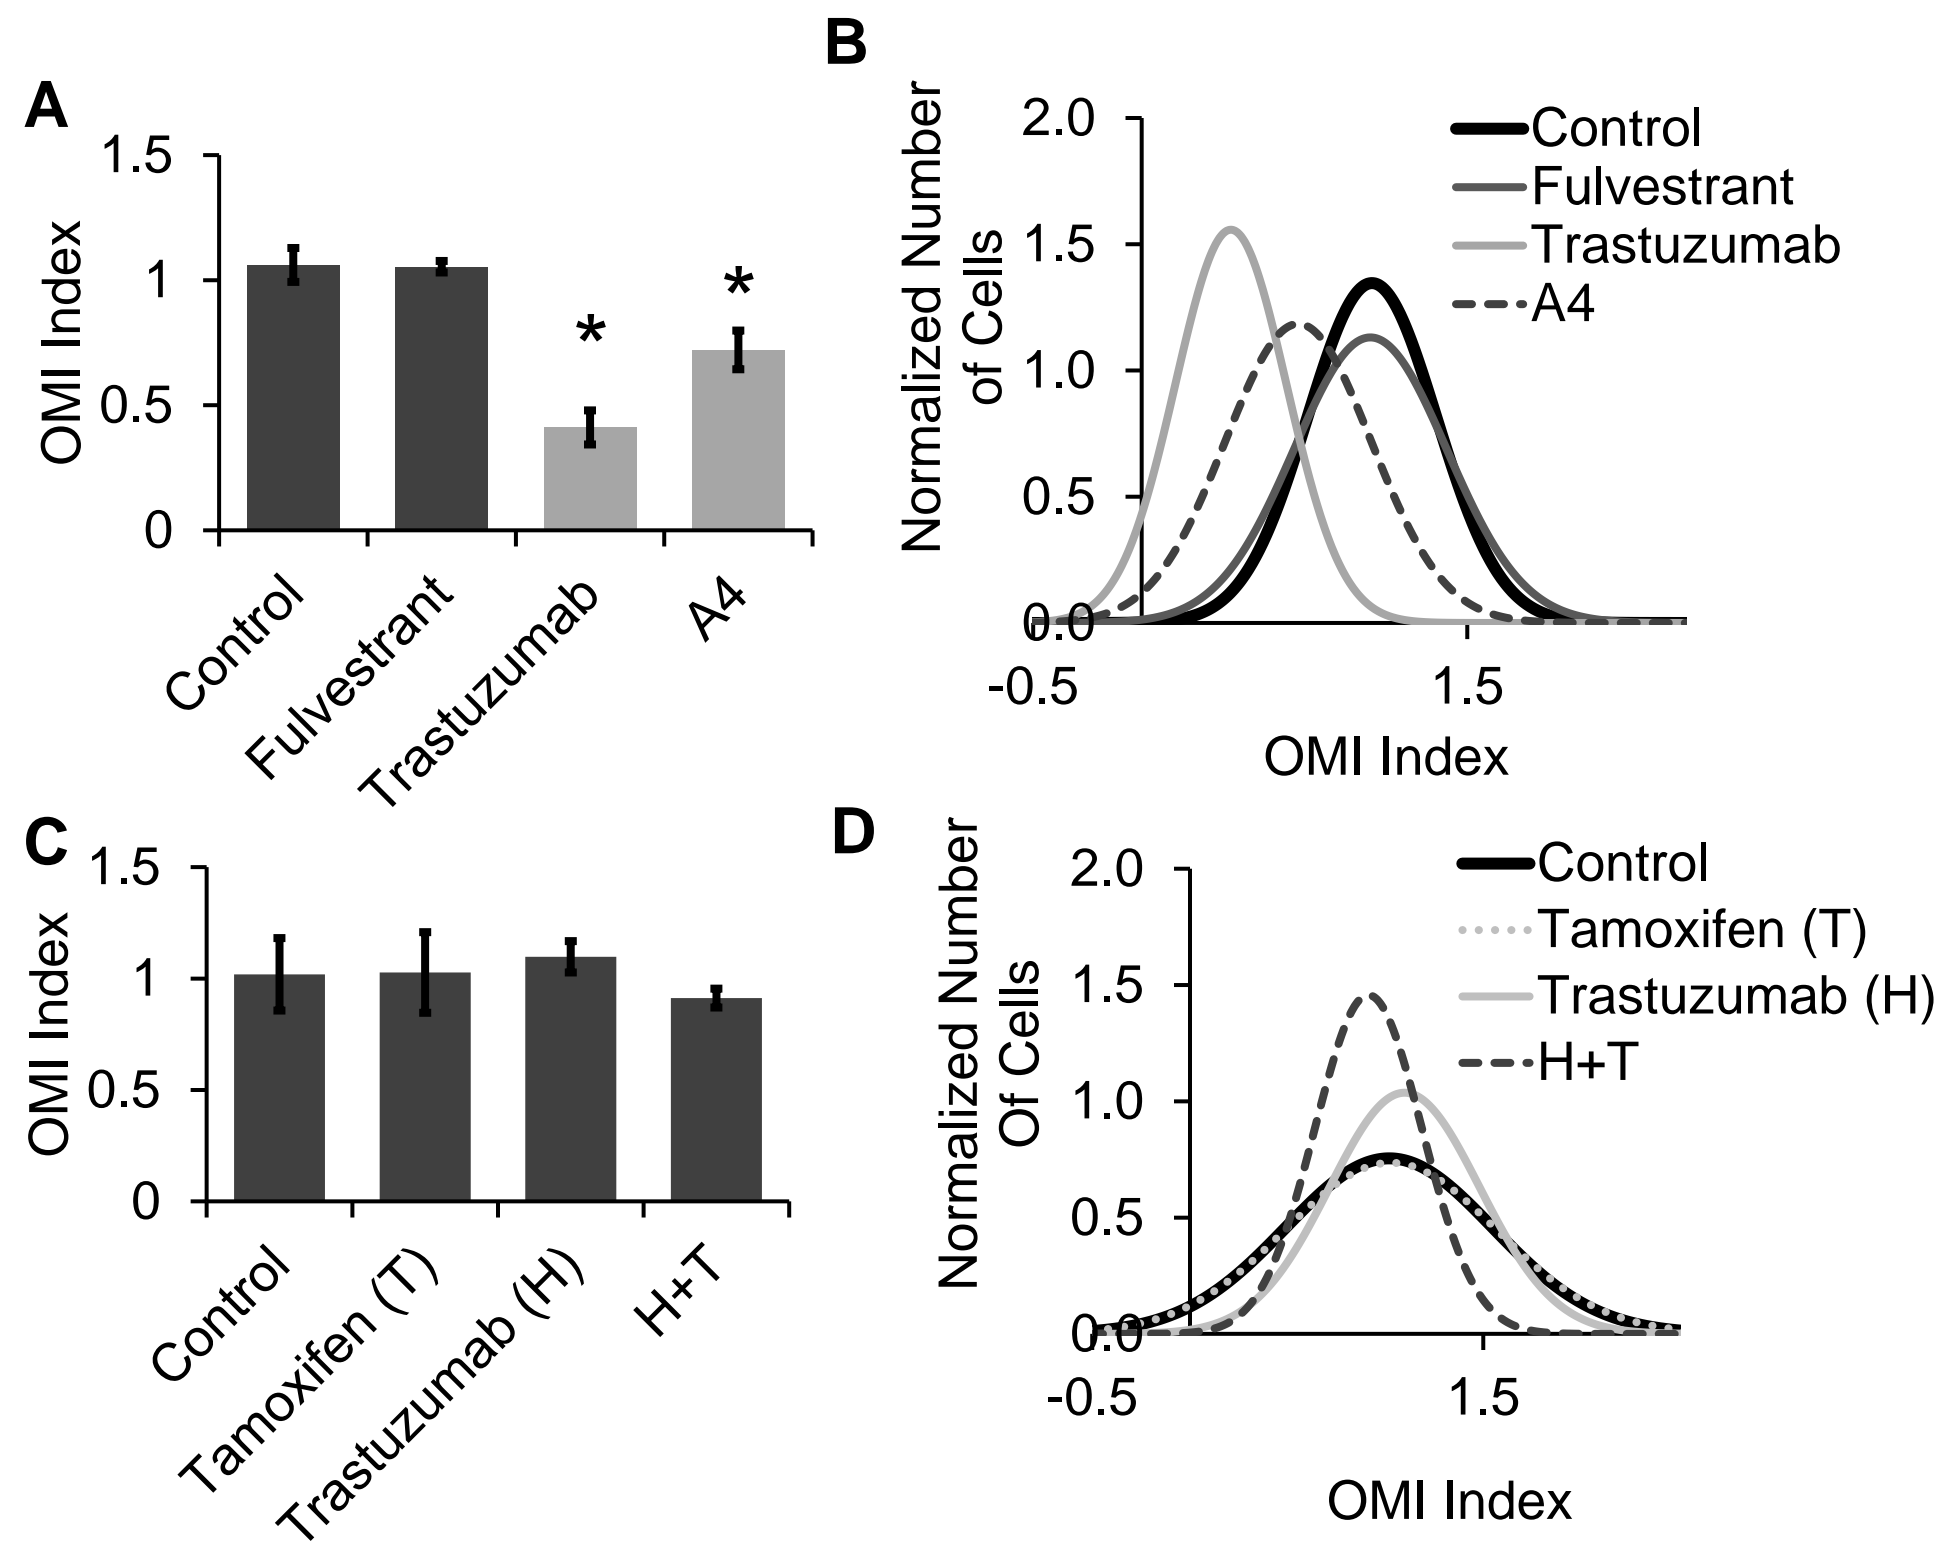 A
1.5
1
0.5
0
OMI Index
*
*
Control
Fulvestrant
Trastuzumab
A4
B
Normalized Number
of Cells
2.0
1.5
1.0
0.5
0.0
-0.5
1.5
OMI Index
Control
Fulvestrant
Trastuzumab
A4
C
1.5
1
0.5
0
OMI Index
Control
Tamoxifen (T)
Trastuzumab (H)
H+T
D
Normalized Number
Of Cells
2.0
1.5
1.0
0.5
0.0
-0.5
1.5
OMI Index
Control
Tamoxifen (T)
Trastuzumab (H)
H+T